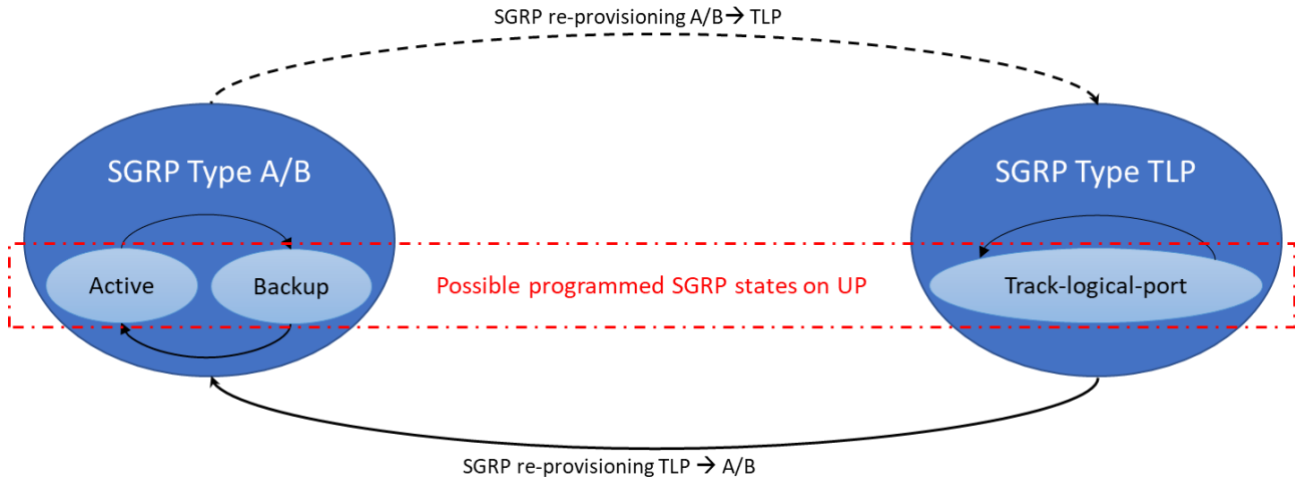 SGRP re-provisioning A/B→ TLP
SGRP Type A/B
SGRP Type TLP
Active
Backup
Possible programmed SGRP states on UP
Track-logical-port
SGRP re-provisioning TLP → A/B